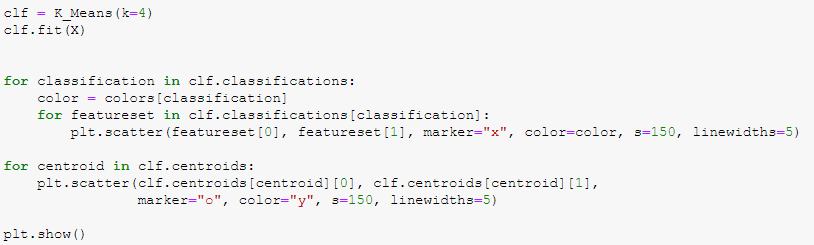 clf = K_Means(k=4)
clf.fit(X)
for classification in clf.classifications:
    color = colors[classification]
    for featureset in clf.classifications[classification]:
        plt.scatter(featureset[0], featureset[1], marker="x", color=color, s=150, linewidths=5)
for centroid in clf.centroids:
    plt.scatter(clf.centroids[centroid][0], clf.centroids[centroid][1],
                marker="o", color="y", s=150, linewidths=5)
plt.show()